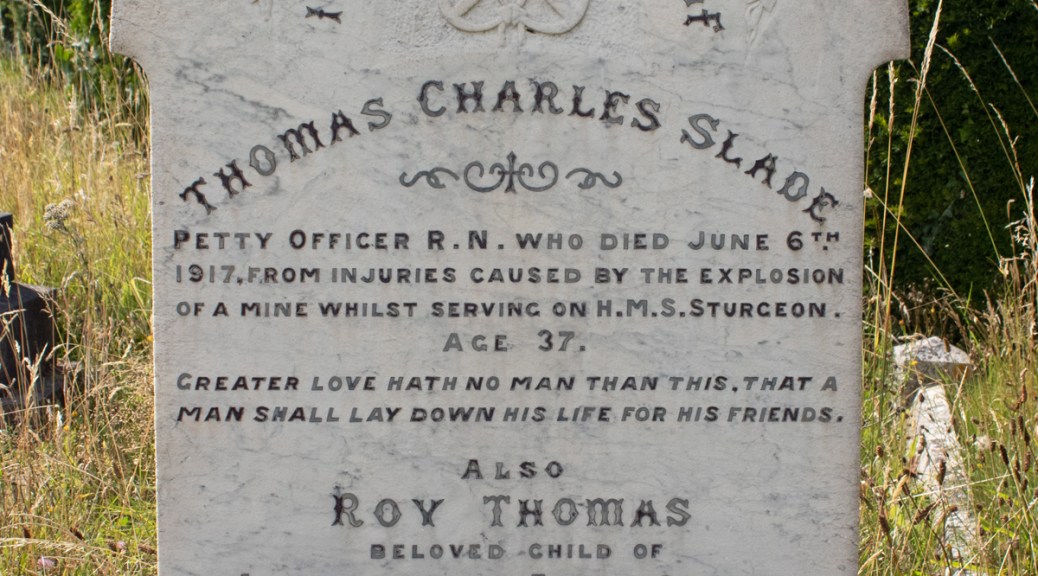 THOMAS CHARLES SLADE
PETTY OFFICER R.N. WHO DIED JUNE 6TH
1917, FROM INJURIES CAUSED BY THE EXPLOSION
OF A MINE WHILST SERVING ON H.M.S. STURGEON.
AGE 37.
GREATER LOVE HATH NO MAN THAN THIS, THAT A
MAN SHALL LAY DOWN HIS LIFE FOR HIS FRIENDS.
ALSO
ROY THOMAS
BELOVED CHILD OF